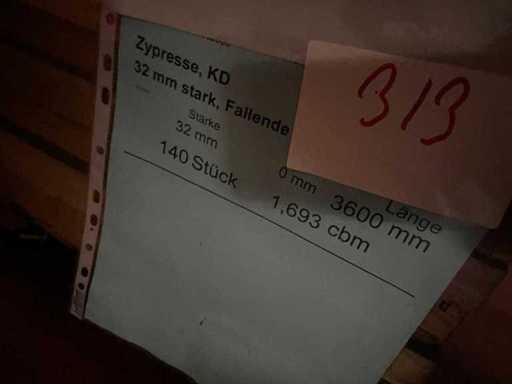 Zypresse, KD
32 mm stark, Fallende
Stärke
Länge
32 mm
0 mm
3600 mm
140 Stück
1,693 cbm
313